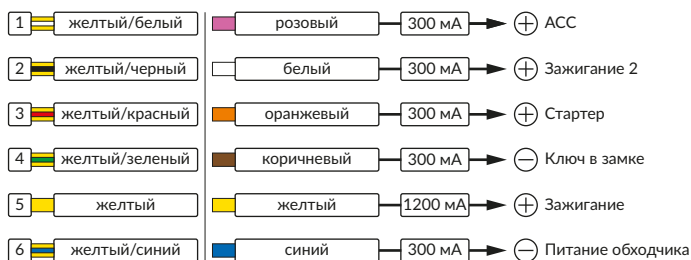 1 желтый/белый розовый 300 мА + ACC
2 желтый/черный белый 300 мА + Зажигание 2
3 желтый/красный оранжевый 300 мА + Стартер
4 желтый/зеленый коричневый 300 мА − Ключ в замке
5 желтый желтый 1200 мА + Зажигание
6 желтый/синий синий 300 мА − Питание обходчика